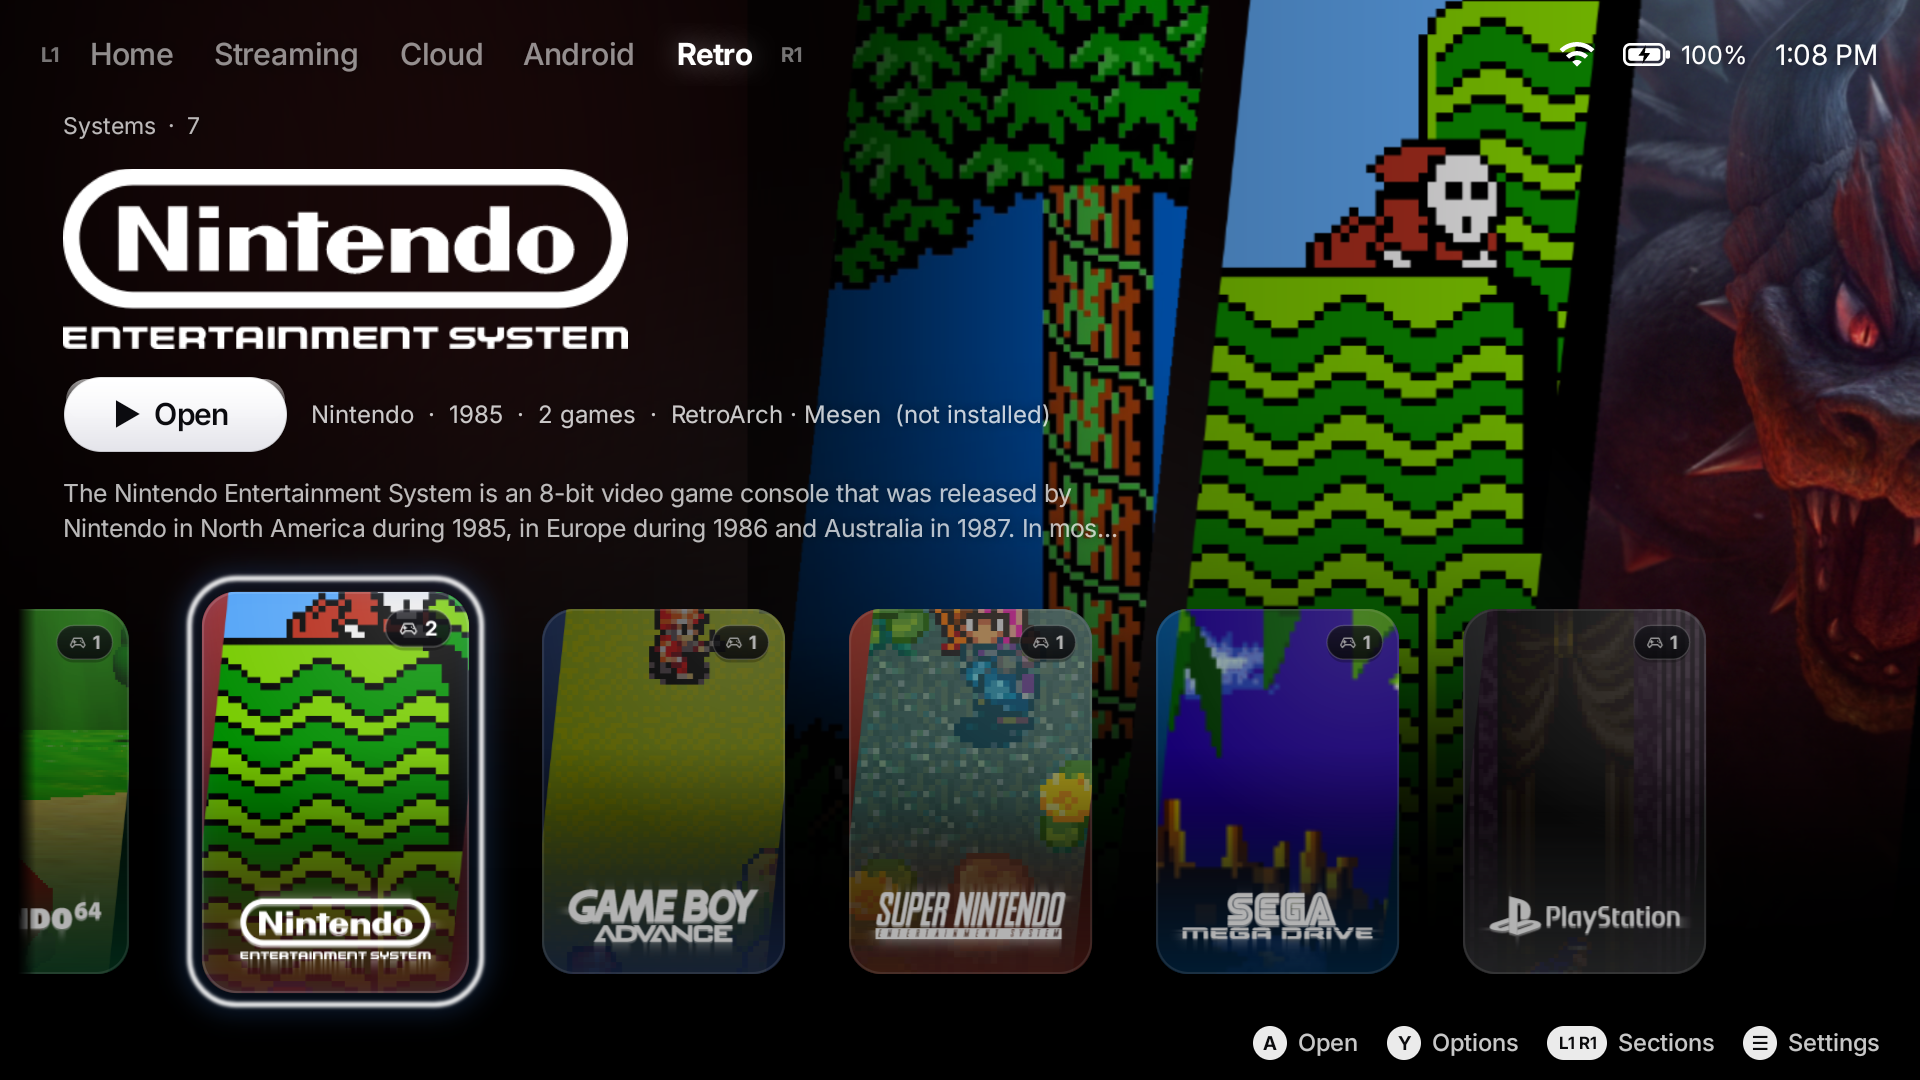 L1 Home Streaming Cloud Android Retro R1 100% 1:08 PM
Systems · 7
Nintendo
ENTERTAINMENT SYSTEM
Open Nintendo · 1985 · 2 games · RetroArch · Mesen (not installed)
The Nintendo Entertainment System is an 8-bit video game console that was released by
Nintendo in North America during 1985, in Europe during 1986 and Australia in 1987. In mos...
1 2 1 1 1 1
64
Nintendo
ENTERTAINMENT SYSTEM
GAME BOY
ADVANCE
SUPER NINTENDO
ENTERTAINMENT SYSTEM
SEGA
MEGA DRIVE
PlayStation
A Open Y Options L1 R1 Sections Settings